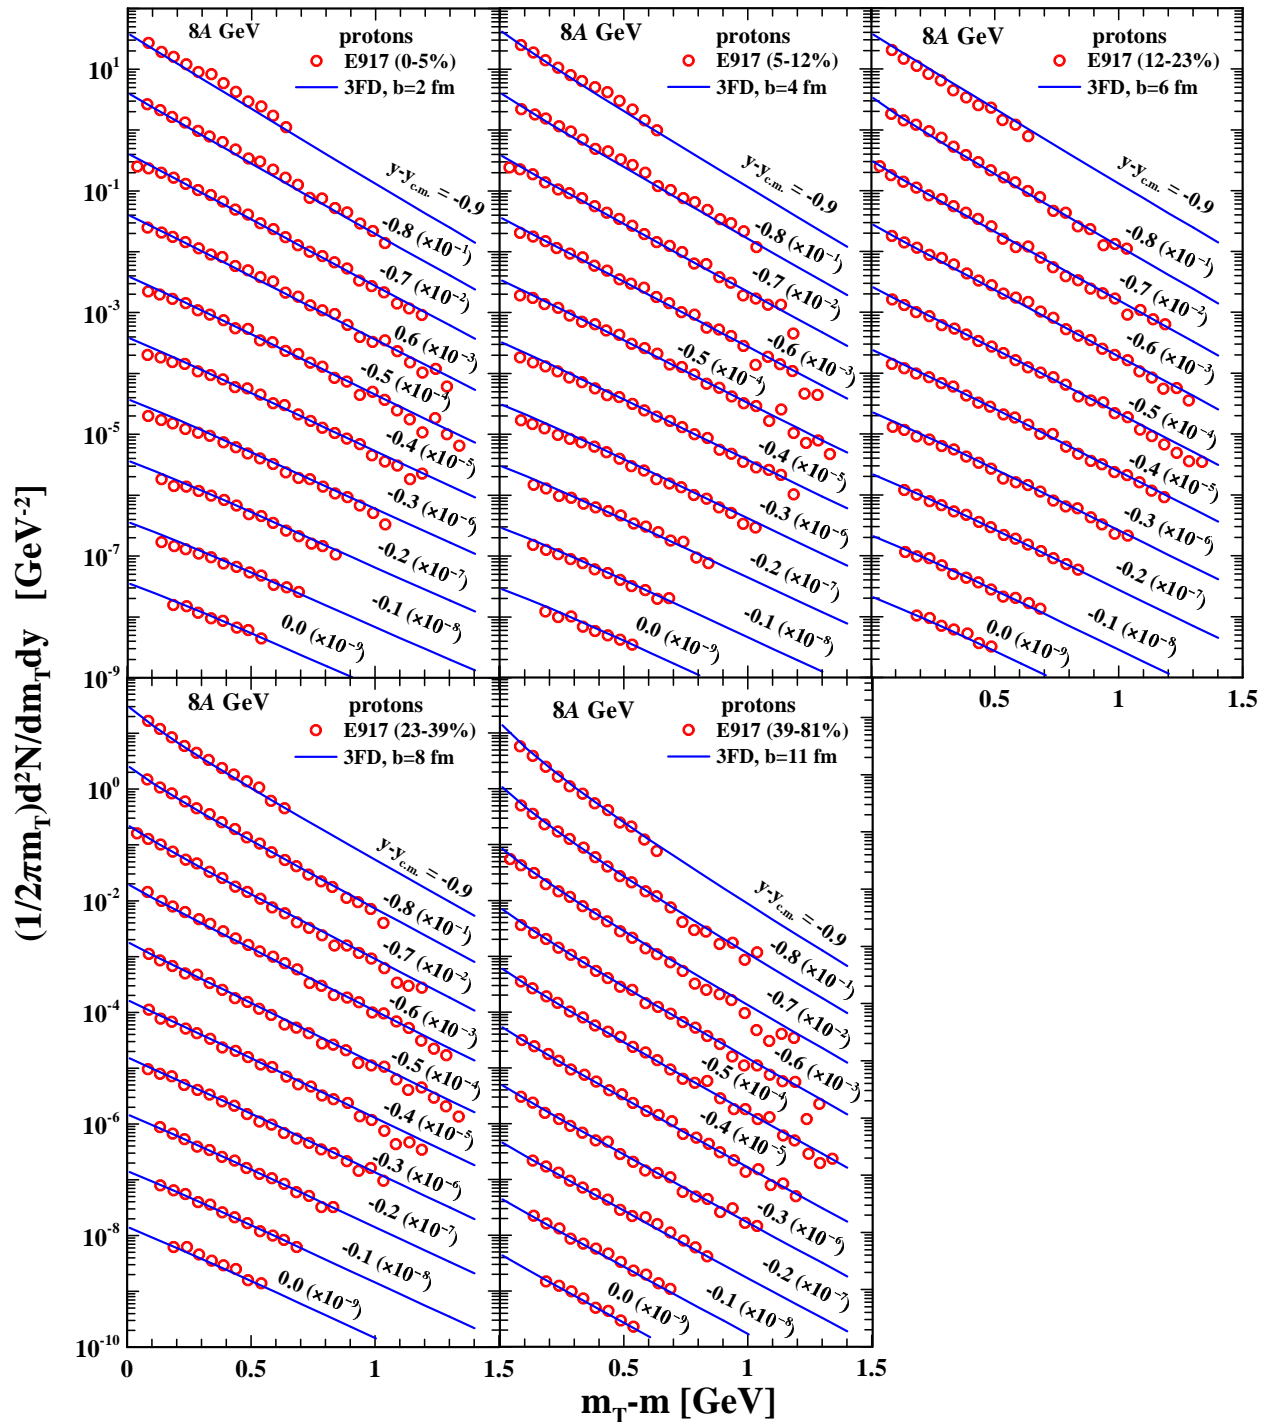 (1/2πm_T)d²N/dm_Tdy [GeV⁻²]
8A GeV
protons
E917 (0-5%)
3FD, b=2 fm
y-y_c.m. = -0.9
-0.8 (×10⁻¹)
-0.7 (×10⁻²)
0.6 (×10⁻³)
-0.5 (×10⁻⁴)
-0.4 (×10⁻⁵)
-0.3 (×10⁻⁶)
-0.2 (×10⁻⁷)
-0.1 (×10⁻⁸)
0.0 (×10⁻⁹)
10¹
10⁻¹
10⁻³
10⁻⁵
10⁻⁷
10⁻⁹
8A GeV
protons
E917 (5-12%)
3FD, b=4 fm
y-y_c.m. = -0.9
-0.8 (×10⁻¹)
-0.7 (×10⁻²)
-0.6 (×10⁻³)
-0.5 (×10⁻⁴)
-0.4 (×10⁻⁵)
-0.3 (×10⁻⁶)
-0.2 (×10⁻⁷)
-0.1 (×10⁻⁸)
0.0 (×10⁻⁹)
8A GeV
protons
E917 (12-23%)
3FD, b=6 fm
y-y_c.m. = -0.9
-0.8 (×10⁻¹)
-0.7 (×10⁻²)
-0.6 (×10⁻³)
-0.5 (×10⁻⁴)
-0.4 (×10⁻⁵)
-0.3 (×10⁻⁶)
-0.2 (×10⁻⁷)
-0.1 (×10⁻⁸)
0.0 (×10⁻⁹)
0.5 1 1.5
8A GeV
protons
E917 (23-39%)
3FD, b=8 fm
y-y_c.m. = -0.9
-0.8 (×10⁻¹)
-0.7 (×10⁻²)
-0.6 (×10⁻³)
-0.5 (×10⁻⁴)
-0.4 (×10⁻⁵)
-0.3 (×10⁻⁶)
-0.2 (×10⁻⁷)
-0.1 (×10⁻⁸)
0.0 (×10⁻⁹)
10⁰
10⁻²
10⁻⁴
10⁻⁶
10⁻⁸
10⁻¹⁰
8A GeV
protons
E917 (39-81%)
3FD, b=11 fm
y-y_c.m. = -0.9
-0.8 (×10⁻¹)
-0.7 (×10⁻²)
-0.6 (×10⁻³)
-0.5 (×10⁻⁴)
-0.4 (×10⁻⁵)
-0.3 (×10⁻⁶)
-0.2 (×10⁻⁷)
-0.1 (×10⁻⁸)
0.0 (×10⁻⁹)
0 0.5 1 1.5 0.5 1 1.5
m_T-m [GeV]